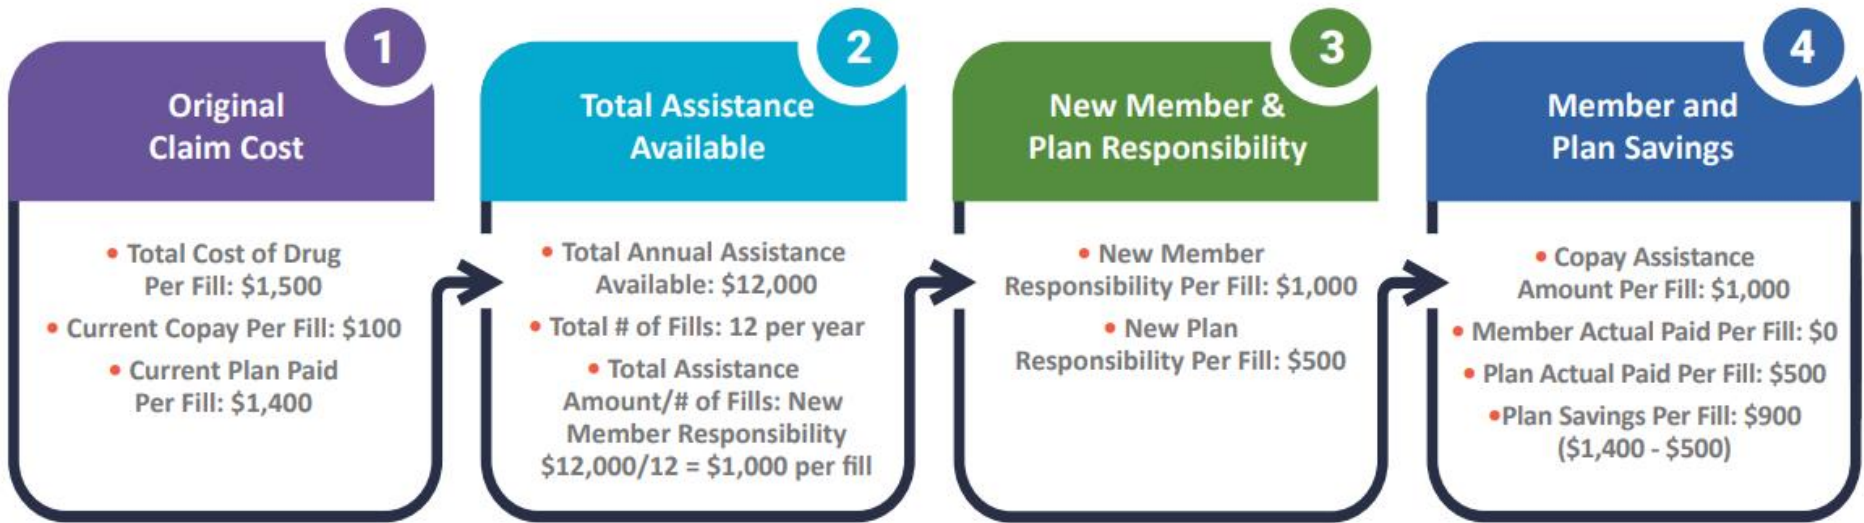 1
Original
Claim Cost
• Total Cost of Drug
Per Fill: $1,500
• Current Copay Per Fill: $100
• Current Plan Paid
Per Fill: $1,400
2
Total Assistance
Available
• Total Annual Assistance
Available: $12,000
• Total # of Fills: 12 per year
• Total Assistance
Amount/# of Fills: New
Member Responsibility
$12,000/12 = $1,000 per fill
3
New Member &
Plan Responsibility
• New Member
Responsibility Per Fill: $1,000
• New Plan
Responsibility Per Fill: $500
4
Member and
Plan Savings
• Copay Assistance
Amount Per Fill: $1,000
• Member Actual Paid Per Fill: $0
• Plan Actual Paid Per Fill: $500
•Plan Savings Per Fill: $900
($1,400 - $500)